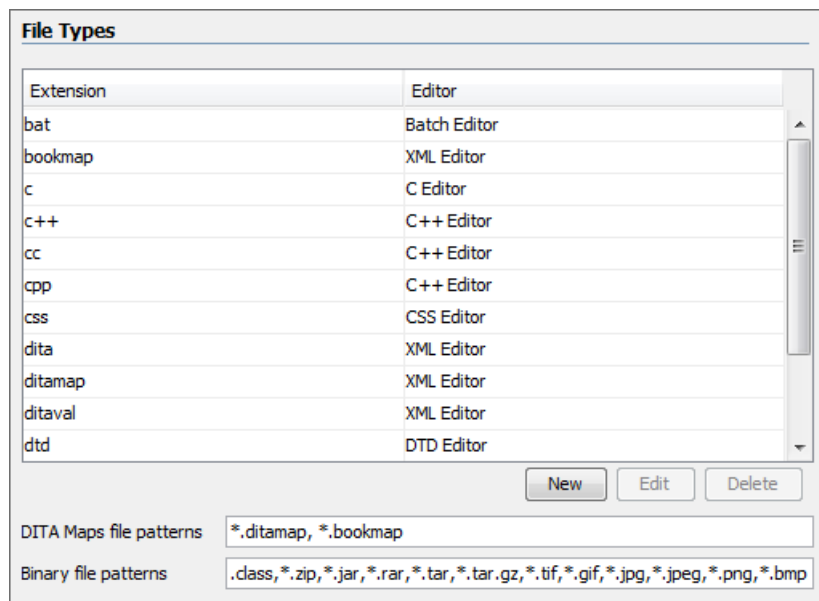 File Types
Extension Editor
bat Batch Editor
bookmap XML Editor
c C Editor
c++ C++ Editor
cc C++ Editor
cpp C++ Editor
css CSS Editor
dita XML Editor
ditamap XML Editor
ditaval XML Editor
dtd DTD Editor
New Edit Delete
DITA Maps file patterns *.ditamap, *.bookmap
Binary file patterns .class,*.zip,*.jar,*.rar,*.tar,*.tar.gz,*.tif,*.gif,*.jpg,*.jpeg,*.png,*.bmp